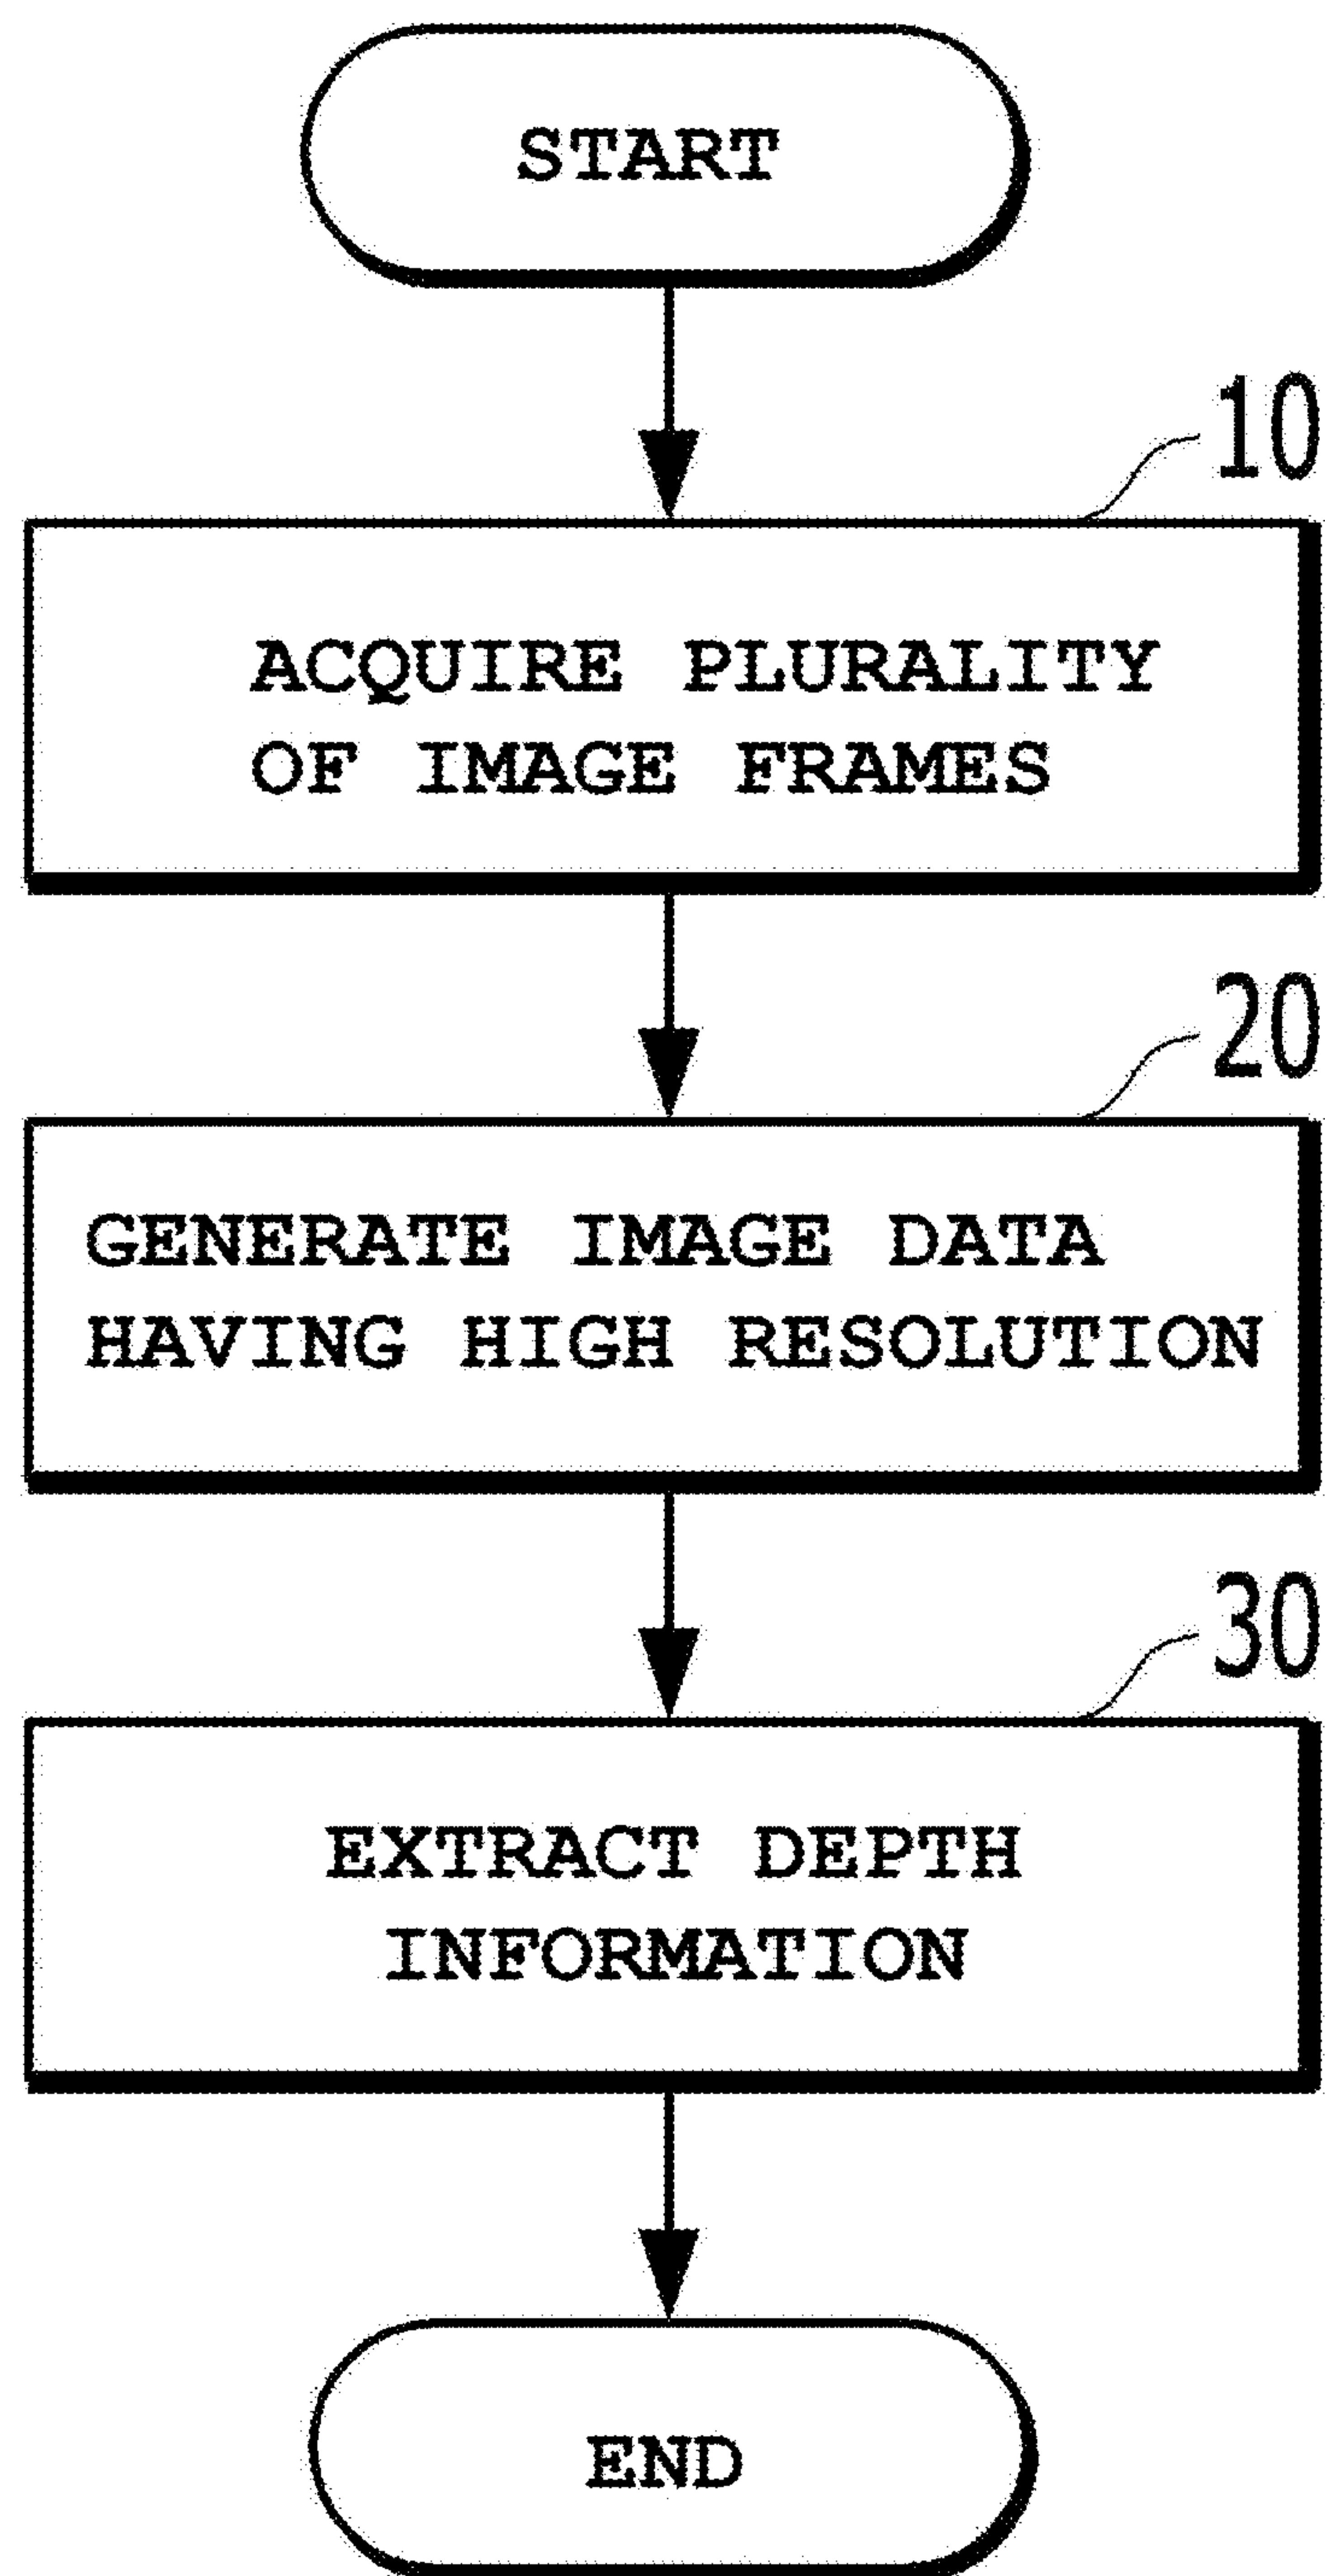 START
10
ACQUIRE PLURALITY
OF IMAGE FRAMES
20
GENERATE IMAGE DATA
HAVING HIGH RESOLUTION
30
EXTRACT DEPTH
INFORMATION
END